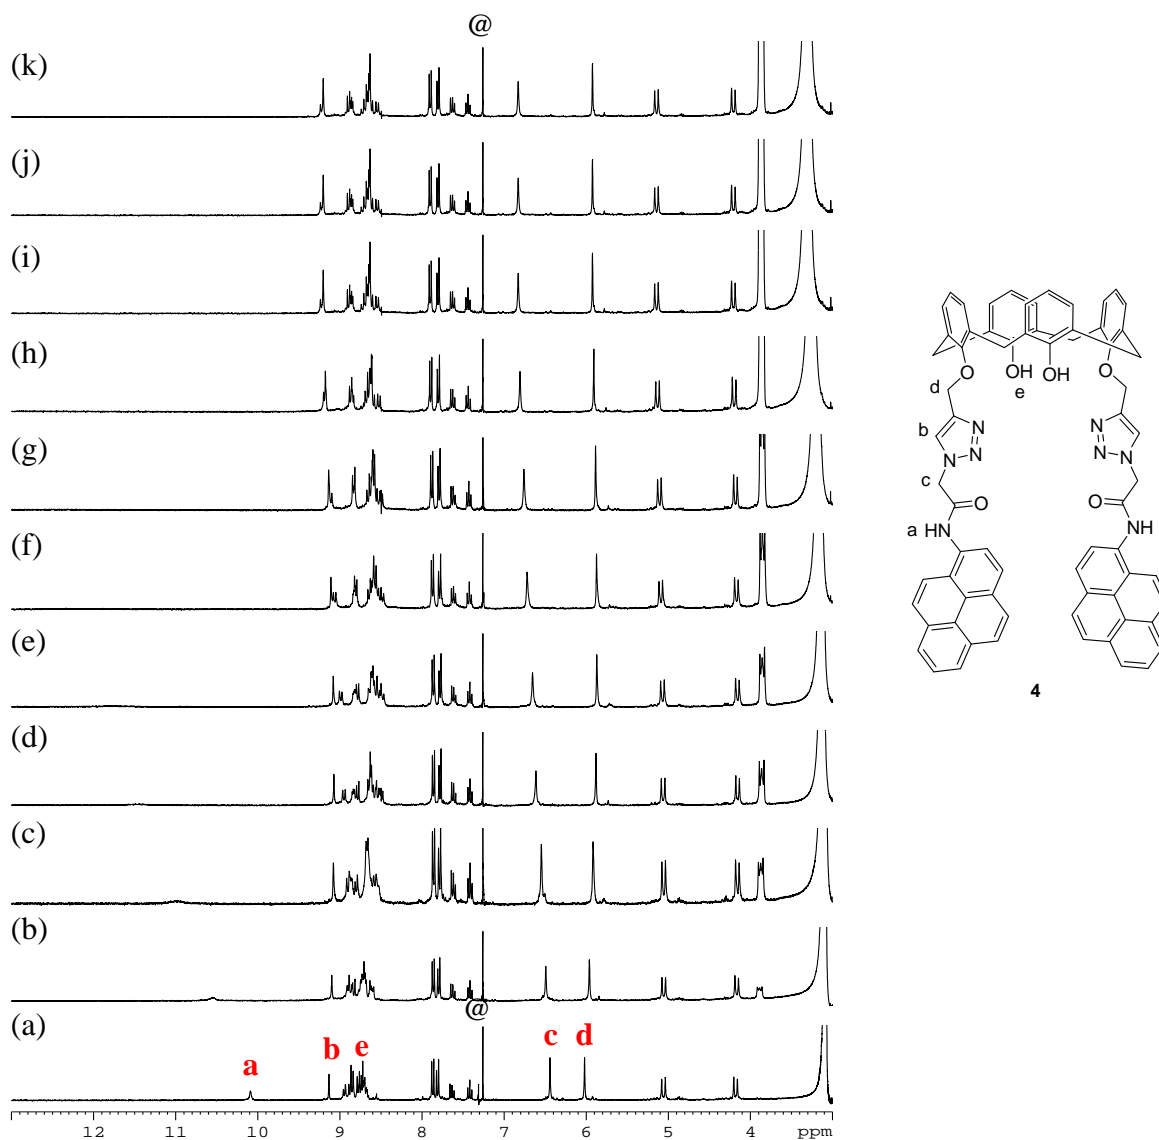 @
(k)
(j)
(i)
(h)
(g)
(f)
(e)
(d)
(c)
(b)
@
(a)
a b e c d
12 11 10 9 8 7 6 5 4 ppm
OH OH
d O e O
b N N N N
N N
c
O O
a HN NH
4